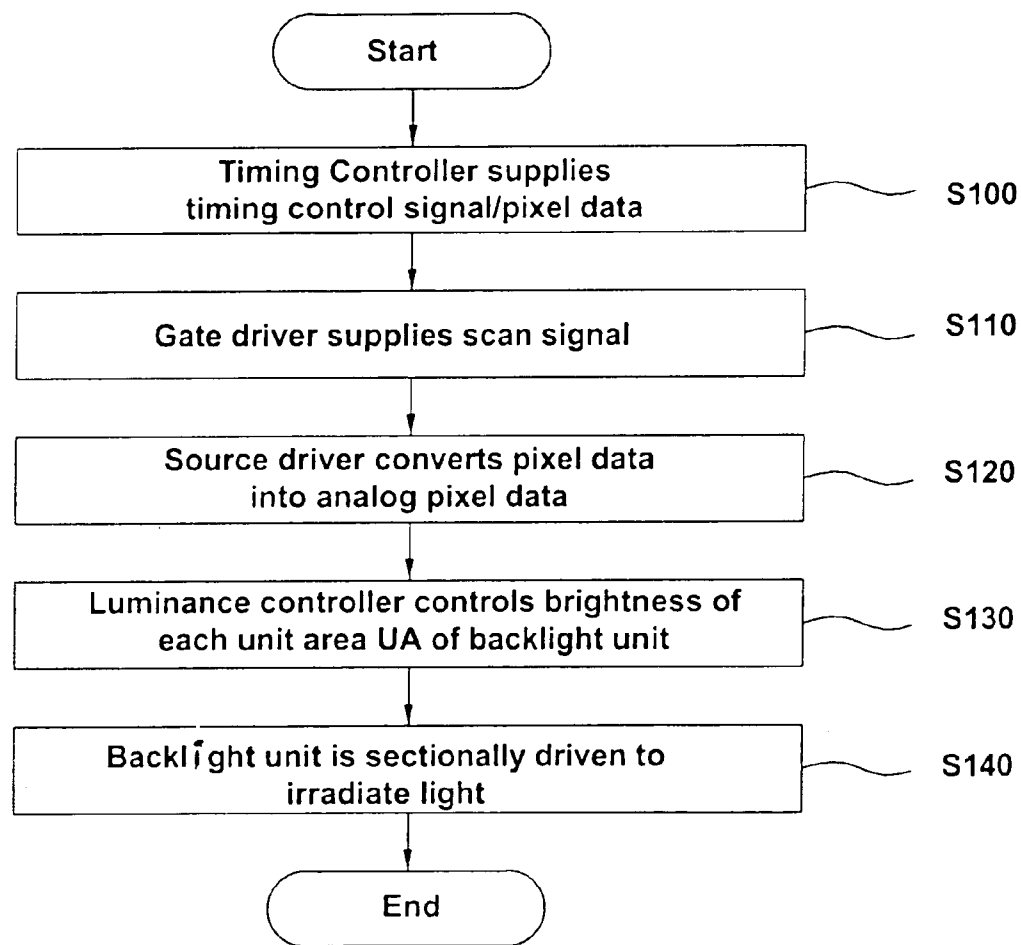 Start
Timing Controller supplies
timing control signal/pixel data
S100
Gate driver supplies scan signal
S110
Source driver converts pixel data
into analog pixel data
S120
Luminance controller controls brightness of
each unit area UA of backlight unit
S130
Backlight unit is sectionally driven to
irradiate light
S140
End